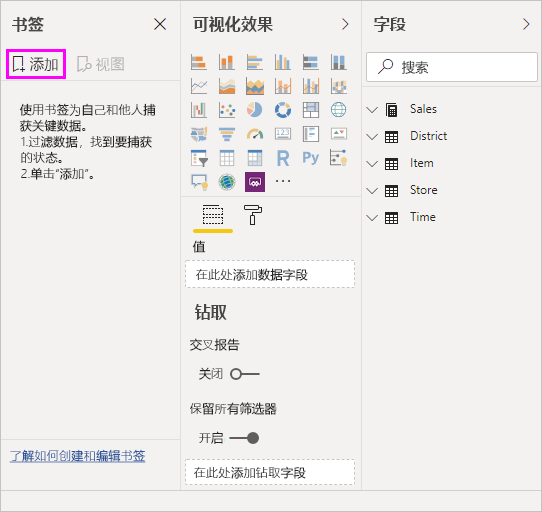 书签
添加
视图
使用书签为自己和他人捕
获关键数据。
1.过滤数据，找到要捕获
的状态。
2.单击“添加”。
了解如何创建和编辑书签
可视化效果
123
R
Py
...
值
在此处添加数据字段
钻取
交叉报告
关闭
保留所有筛选器
开启
在此处添加钻取字段
字段
搜索
Sales
District
Item
Store
Time